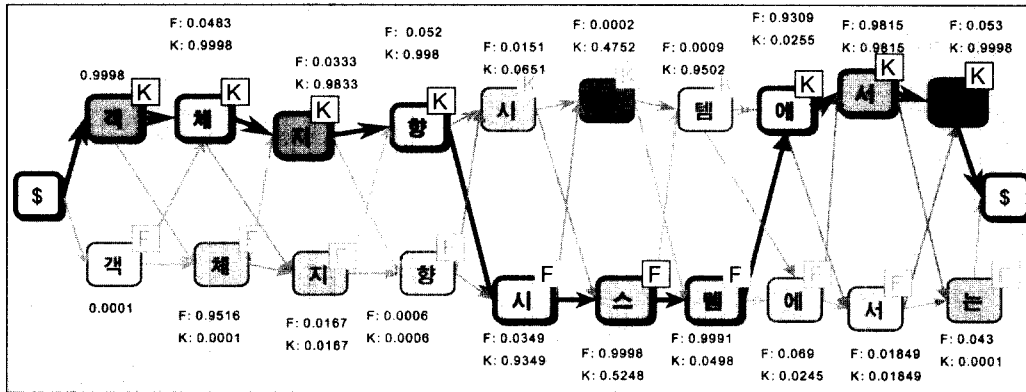 F: 0.0483
K: 0.9998
F: 0.0333
K: 0.9833
F: 0.052
K: 0.998
F: 0.0151
K: 0.0651
F: 0.0002
K: 0.4752
F: 0.0009
K: 0.9502
F: 0.9309
K: 0.0255
F: 0.9815
K: 0.9815
F: 0.053
K: 0.9998
0.9998
K
K
K
K
K
K
K
객
체
지
향
시
템
에
서
$
$
F
F
F
F
F
객
체
지
향
F
F
F
시
스
템
에
서
는
0.0001
F: 0.9516
K: 0.0001
F: 0.0167
K: 0.0167
F: 0.0006
K: 0.0006
F: 0.0349
K: 0.9349
F: 0.9998
K: 0.5248
F: 0.9991
K: 0.0498
F: 0.069
K: 0.0245
F: 0.01849
K: 0.01849
F: 0.043
K: 0.0001